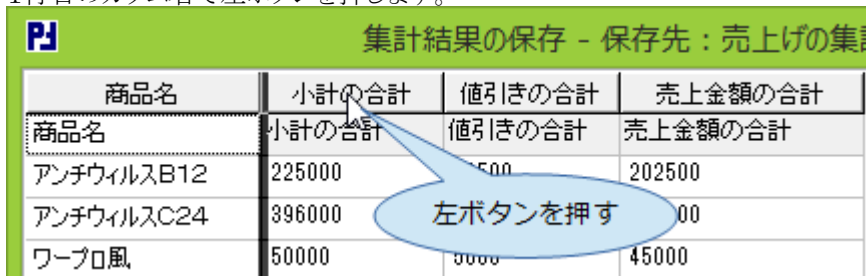 1行目のカラム名で左ボタンを押します。
集計結果の保存 - 保存先：売上げの集
商品名 小計の合計 値引きの合計 売上金額の合計
商品名 小計の合計 値引きの合計 売上金額の合計
アンチウィルスB12 225000 202500
アンチウィルスC24 396000
左ボタンを押す
ワープロ風 50000 5000 45000